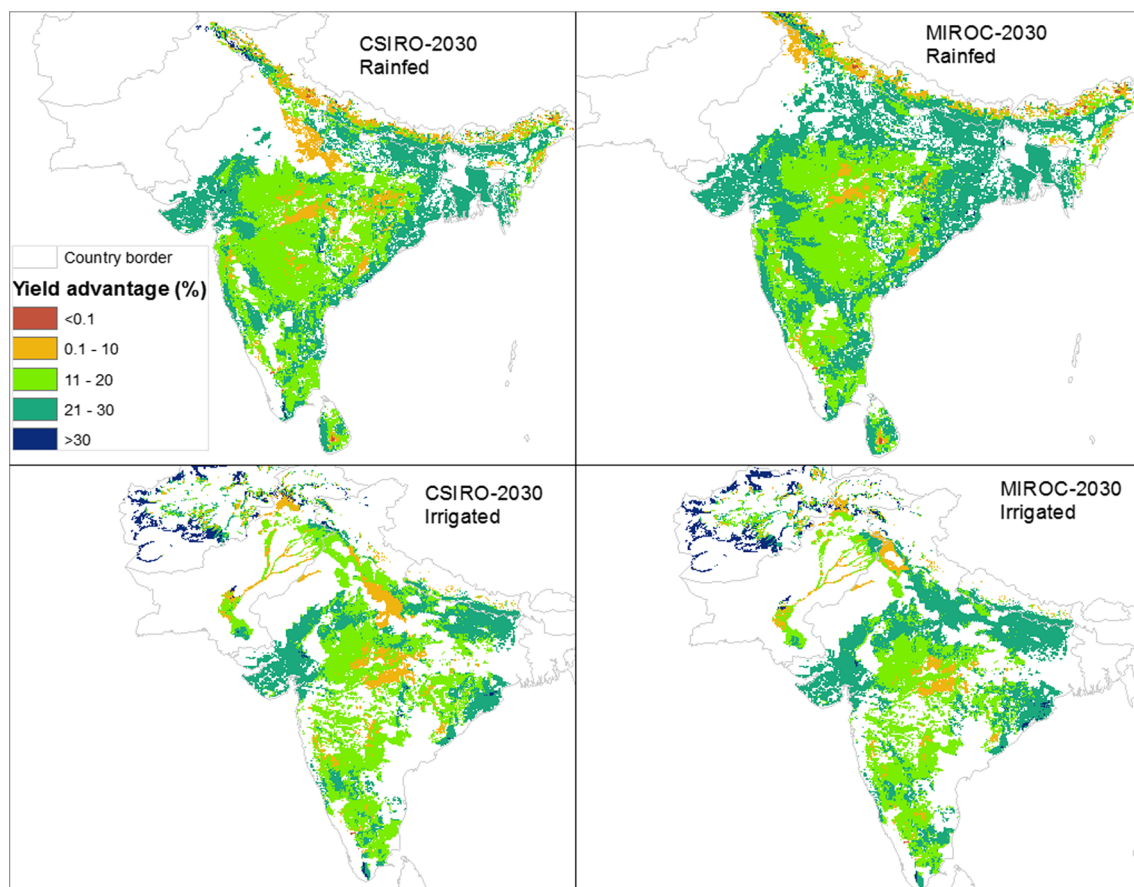 CSIRO-2030
Rainfed
MIROC-2030
Rainfed
Country border
Yield advantage (%)
<0.1
0.1 - 10
11 - 20
21 - 30
>30
CSIRO-2030
Irrigated
MIROC-2030
Irrigated